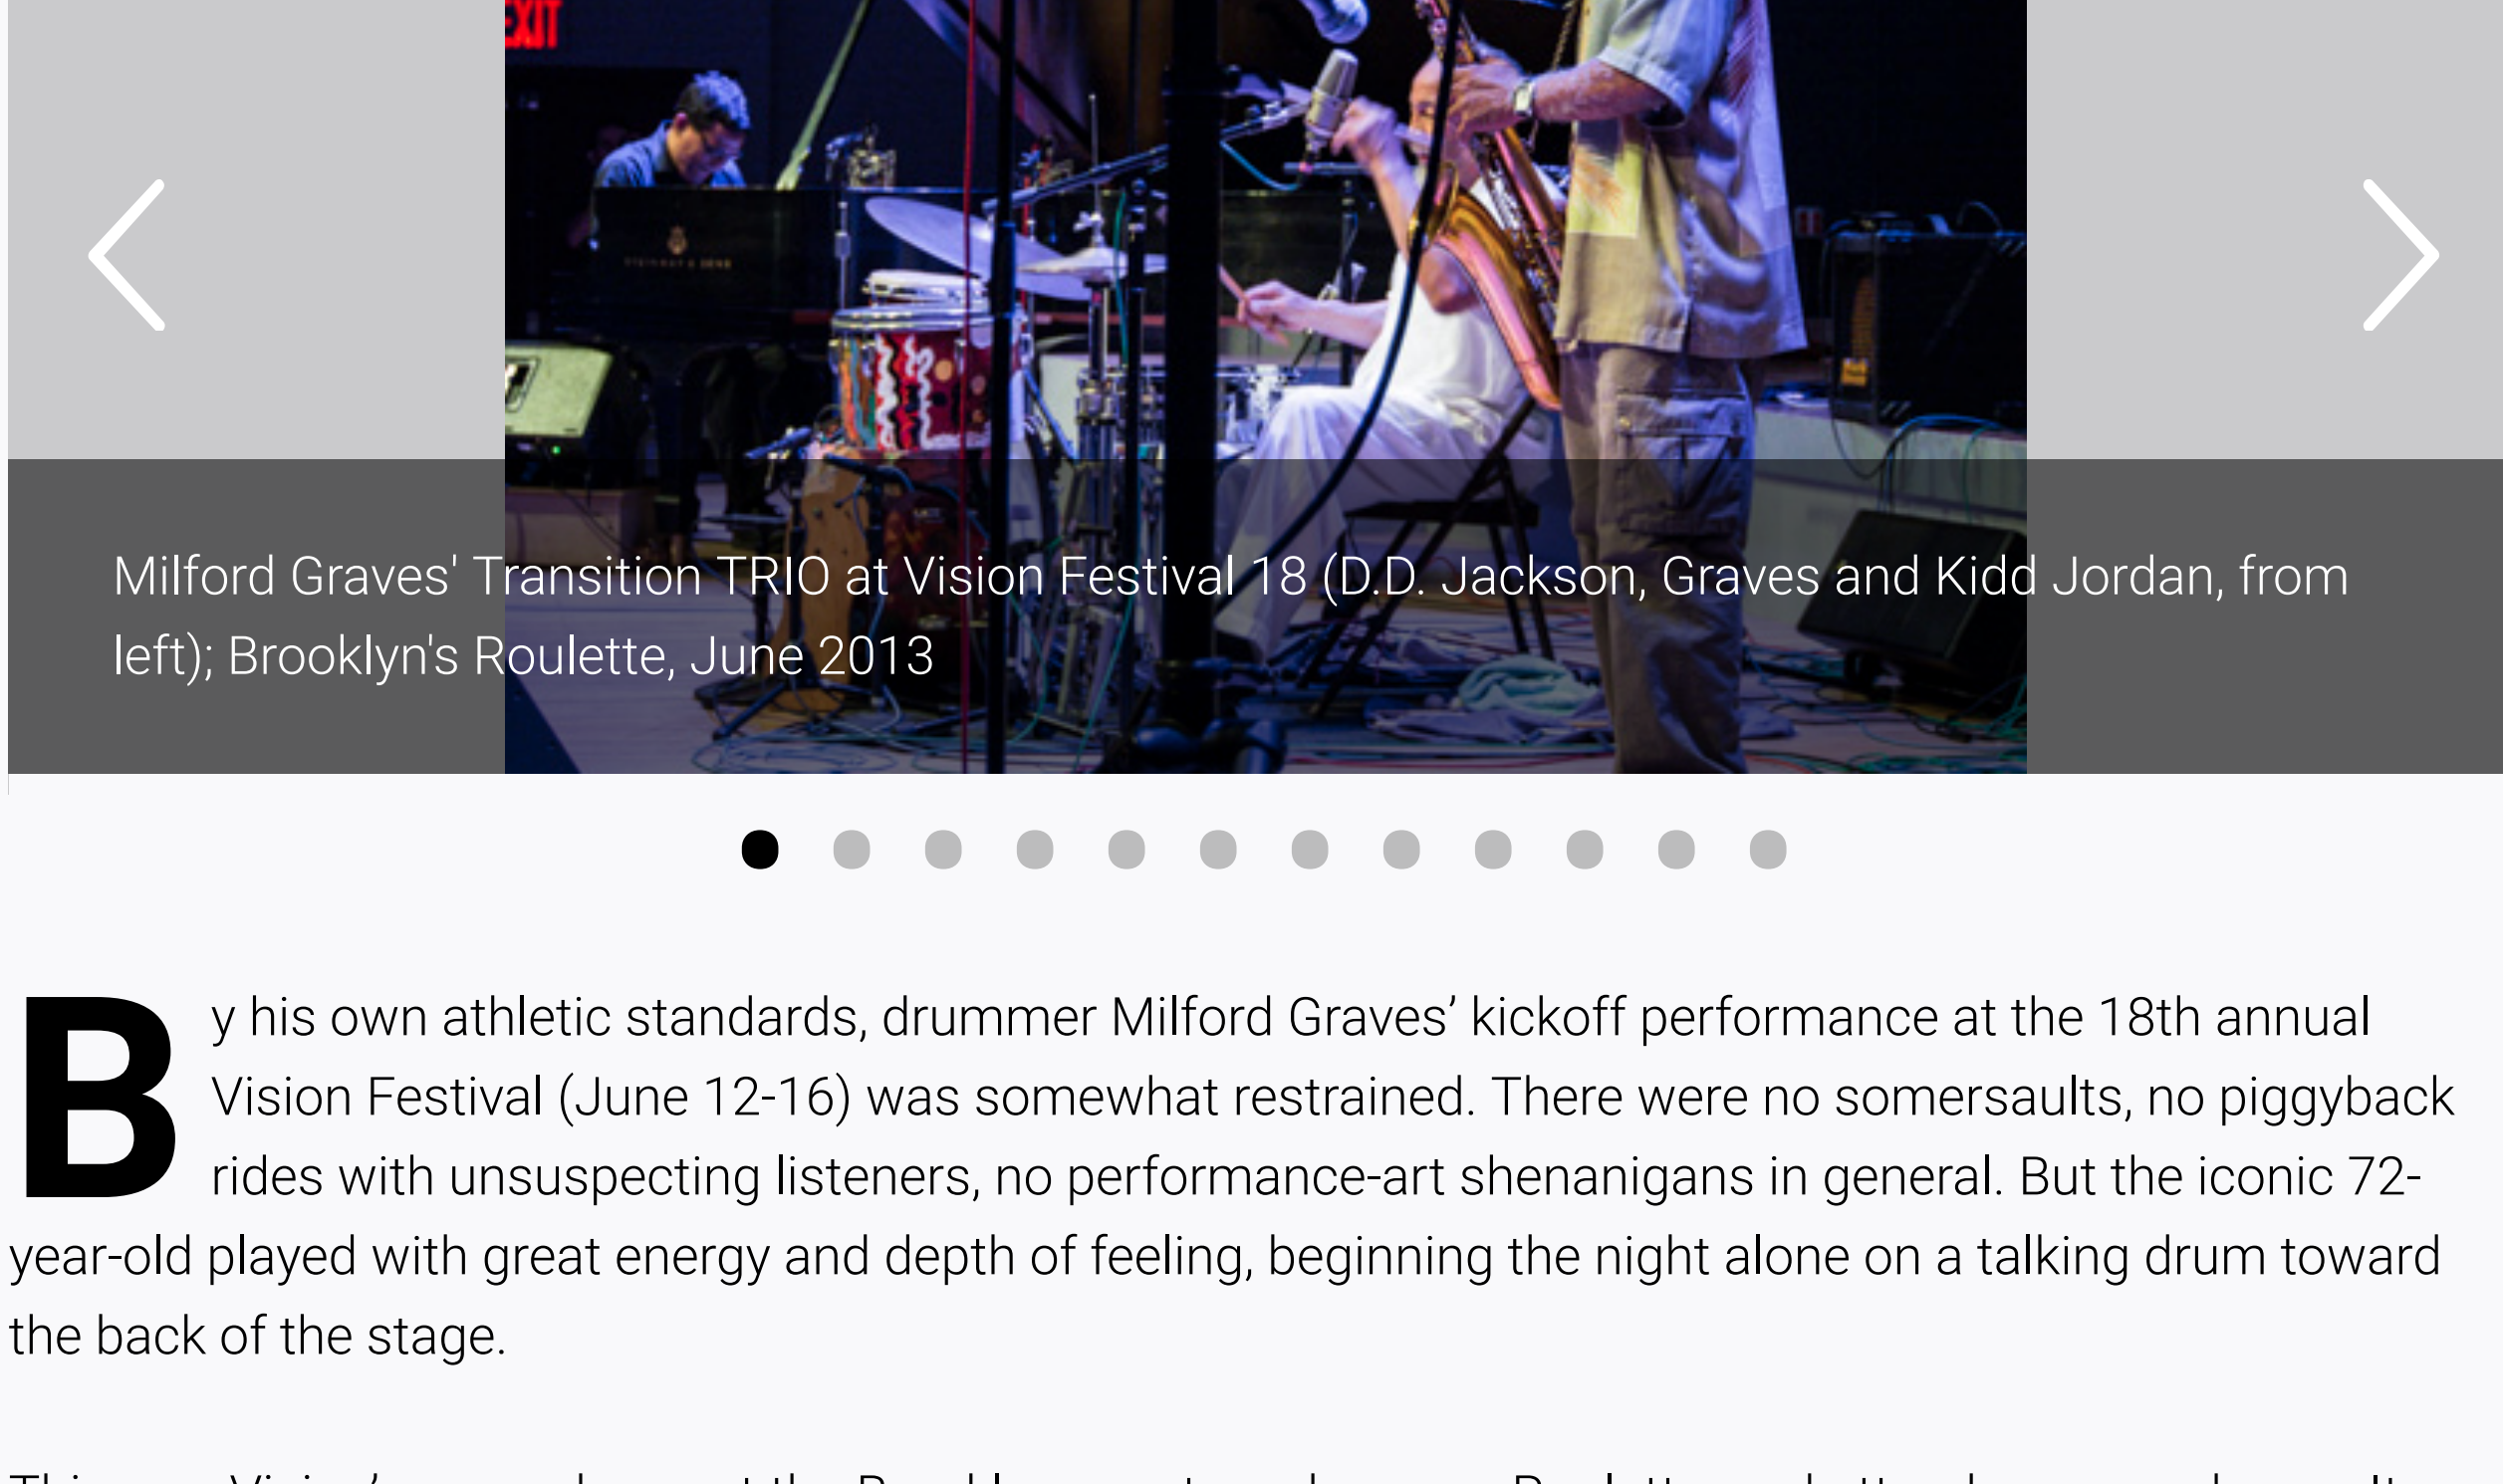 EXIT
STEINWAY & SONS
Milford Graves' Transition TRIO at Vision Festival 18 (D.D. Jackson, Graves and Kidd Jordan, from
left); Brooklyn's Roulette, June 2013
By his own athletic standards, drummer Milford Graves’ kickoff performance at the 18th annual
Vision Festival (June 12-16) was somewhat restrained. There were no somersaults, no piggyback
rides with unsuspecting listeners, no performance-art shenanigans in general. But the iconic 72-
year-old played with great energy and depth of feeling, beginning the night alone on a talking drum toward
the back of the stage.